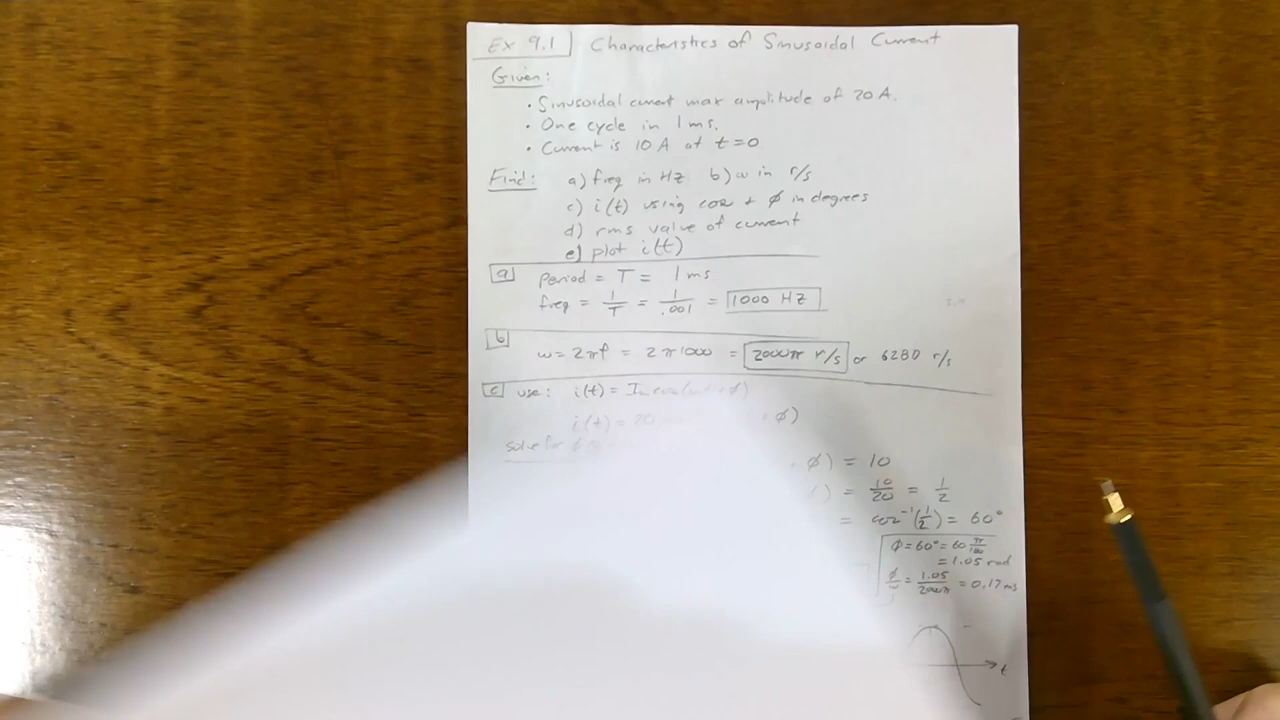 Ex 9.1 Characteristics of Sinusoidal Current
Given:
• Sinusoidal current max amplitude of 20 A.
• One cycle in 1 ms.
• Current is 10 A at t=0
Find: a) freq in Hz b) ω in r/s
c) i(t) using cos + ϕ in degrees
d) rms value of current
e) plot i(t)
a period = T = 1 ms
freq = 1/T = 1/.001 = 1000 Hz
b
ω = 2πf = 2π1000 = 2000π r/s or 6280 r/s
c use: i(t) = Im cos(ωt + ϕ)
i(t) = 20 + ϕ)
solve for ϕ
ϕ) = 10
) = 10/20 = 1/2
= cos⁻¹(1/2) = 60°
ϕ = 60° = 60 π/180
= 1.05 rad
ϕ/ω = 1.05/2000π = 0.17 ms
t